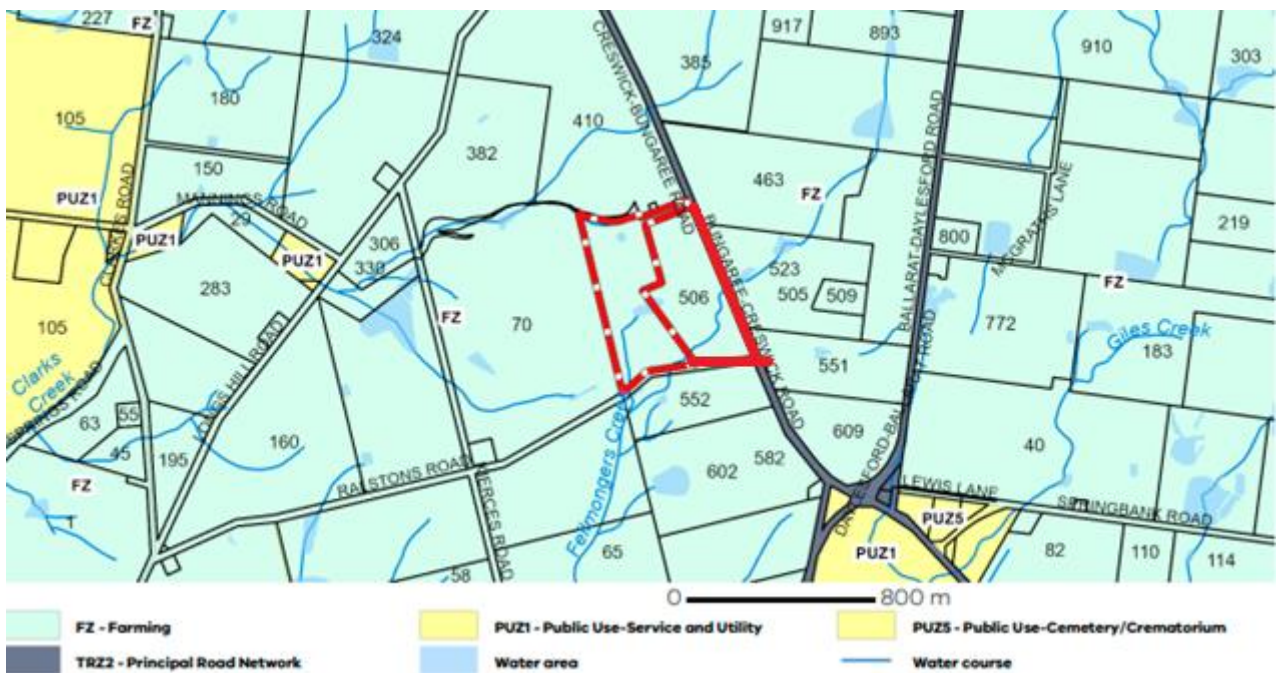 227
FZ
324
917
893
910
303
385
105
180
410
CRESWICK-BUNGAREE ROAD
BALLARAT-DAYLESFORD ROAD
150
382
463
FZ
MCGRATHS LANE
PUZ1
MANNINGS ROAD
29
219
PUZ1
PUZ1
306
330
BUNGAREE-CRESWICK ROAD
800
283
523
505
509
506
FZ
FZ
70
772
Giles Creek
183
105
Clarks
Creek
LONGS HILL ROAD
551
552
63
55
45
195
160
609
40
602
582
RALSTONS ROAD
FZ
Fellmongers Creek
LEWIS LANE
SPRINGBANK ROAD
PUZ5
PUZ1
65
58
82
110
114
0 800 m
FZ - Farming
PUZ1 - Public Use-Service and Utility
PUZ5 - Public Use-Cemetery/Crematorium
TRZ2 - Principal Road Network
Water area
Water course